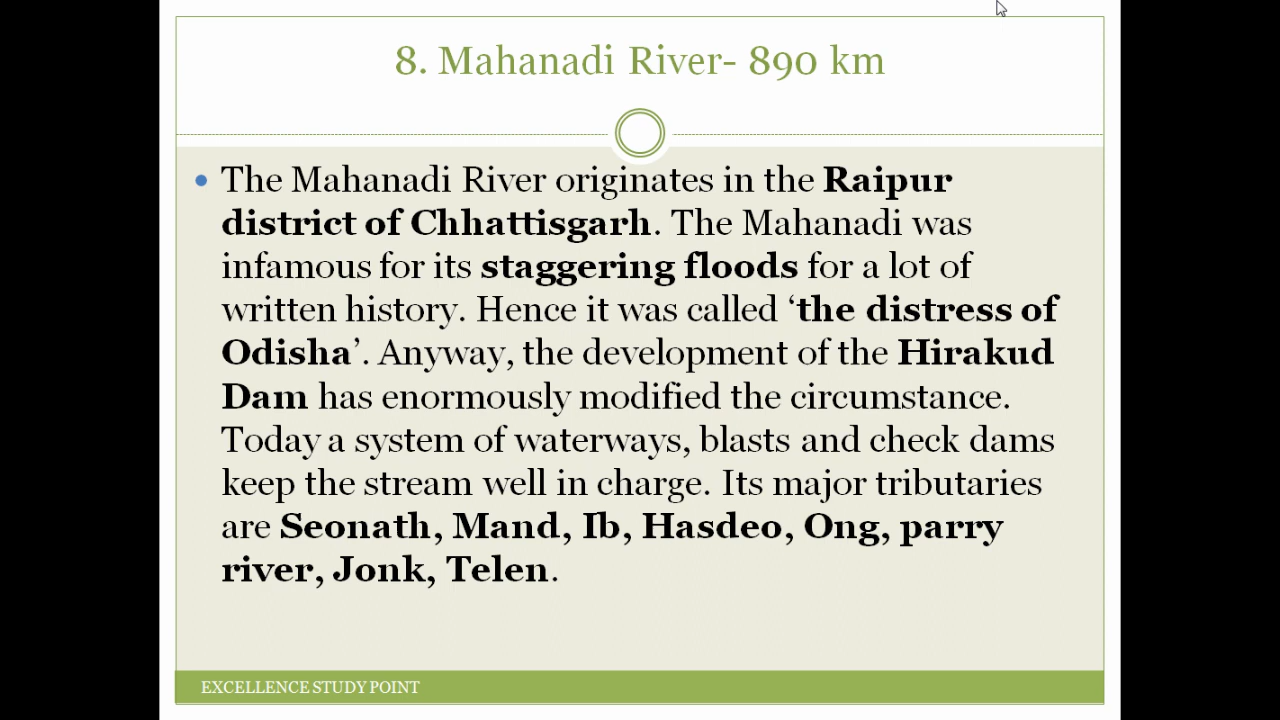 8. Mahanadi River- 890 km
• The Mahanadi River originates in the Raipur
district of Chhattisgarh. The Mahanadi was
infamous for its staggering floods for a lot of
written history. Hence it was called ‘the distress of
Odisha’. Anyway, the development of the Hirakud
Dam has enormously modified the circumstance.
Today a system of waterways, blasts and check dams
keep the stream well in charge. Its major tributaries
are Seonath, Mand, Ib, Hasdeo, Ong, parry
river, Jonk, Telen.
EXCELLENCE STUDY POINT